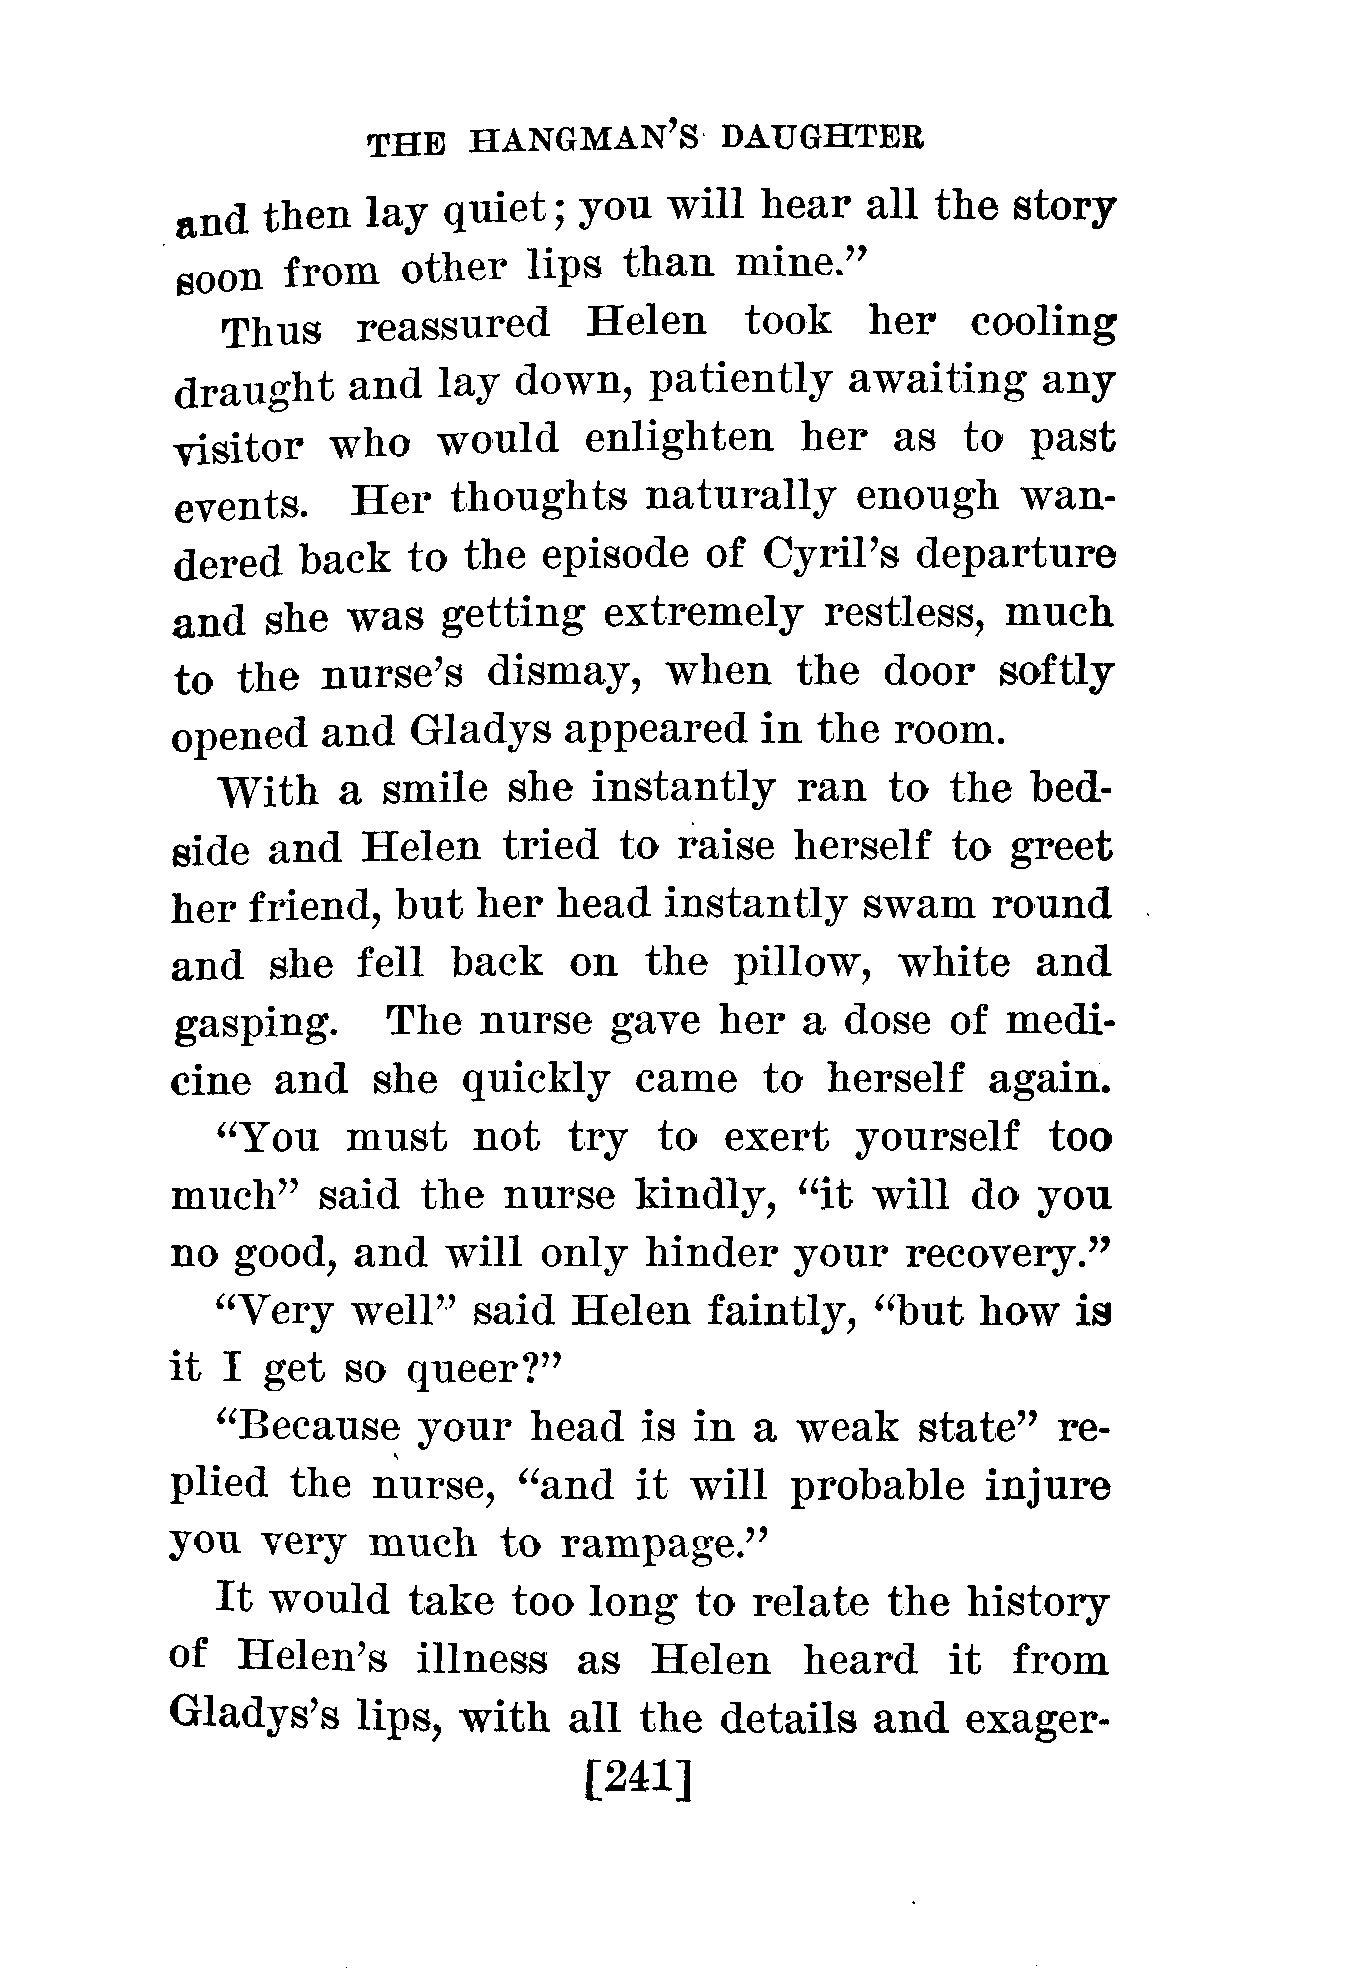 THE HANGMAN'S DAUGHTER
and then lay quiet; you will hear all the story
soon from other lips than mine."
Thus reassured Helen took her cooling
draught and lay down, patiently awaiting any
visitor who would enlighten her as to past
events. Her thoughts naturally enough wan-
dered back to the episode of Cyril's departure
and she was getting extremely restless, much
to the nurse's dismay, when the door softly
opened and Gladys appeared in the room.
With a smile she instantly ran to the bed-
side and Helen tried to raise herself to greet
her friend, but her head instantly swam round
and she fell back on the pillow, white and
gasping. The nurse gave her a dose of medi-
cine and she quickly came to herself again.
"You must not try to exert yourself too
much" said the nurse kindly, "it will do you
no good, and will only hinder your recovery."
"Very well" said Helen faintly, "but how is
it I get so queer?"
"Because your head is in a weak state" re-
plied the nurse, "and it will probable injure
you very much to rampage."
It would take too long to relate the history
of Helen's illness as Helen heard it from
Gladys's lips, with all the details and exager-
[241]